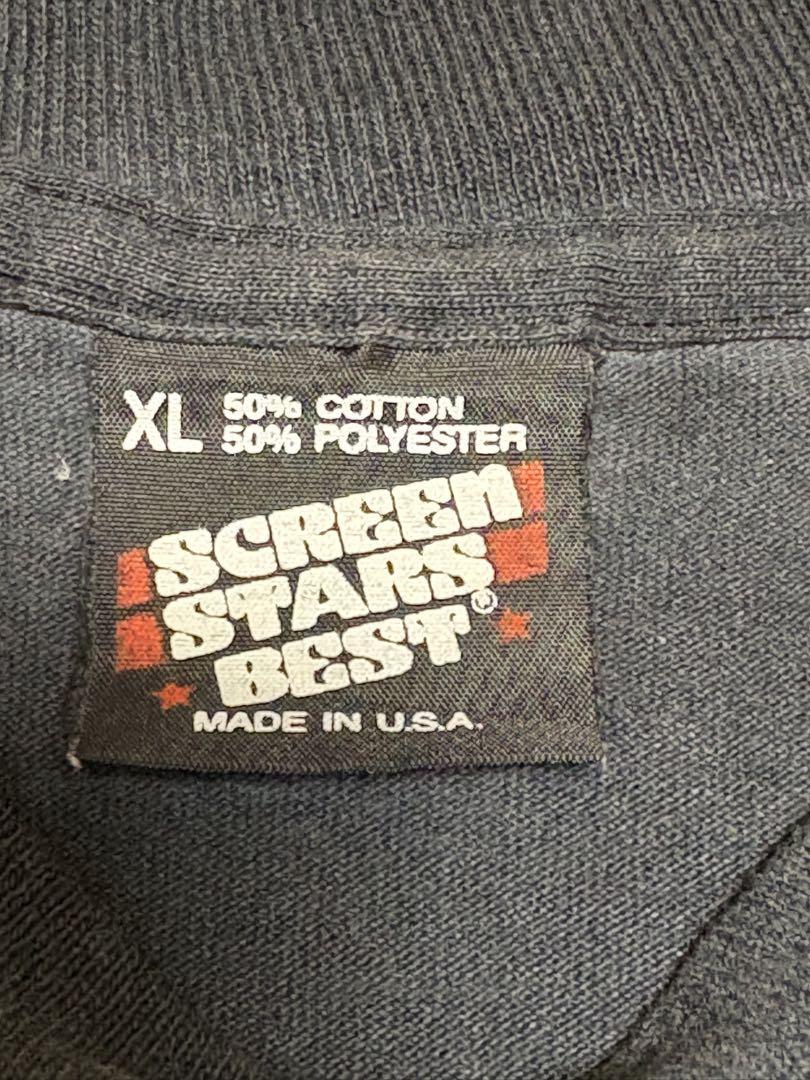 XL 50% COTTON
50% POLYESTER
SCREEN
STARS
BEST®
MADE IN U.S.A.